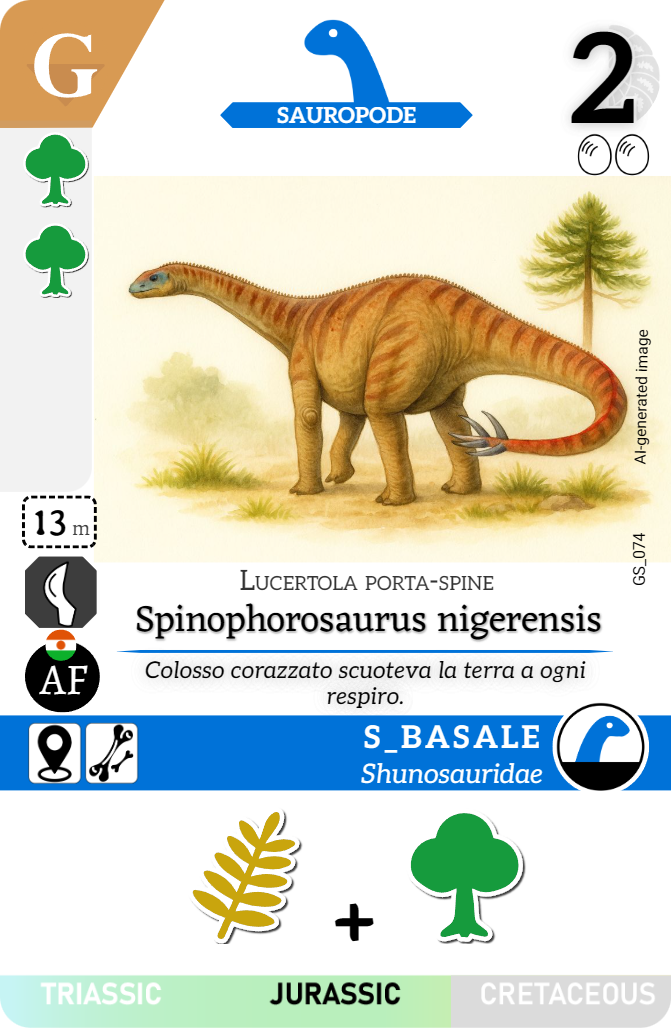 G
SAUROPODE
2
AI-generated image
13 m
GS_074
LUCERTOLA PORTA-SPINE
Spinophorosaurus nigerensis
AF
Colosso corazzato scuoteva la terra a ogni
respiro.
S_BASALE
Shunosauridae
+
TRIASSIC JURASSIC CRETACEOUS